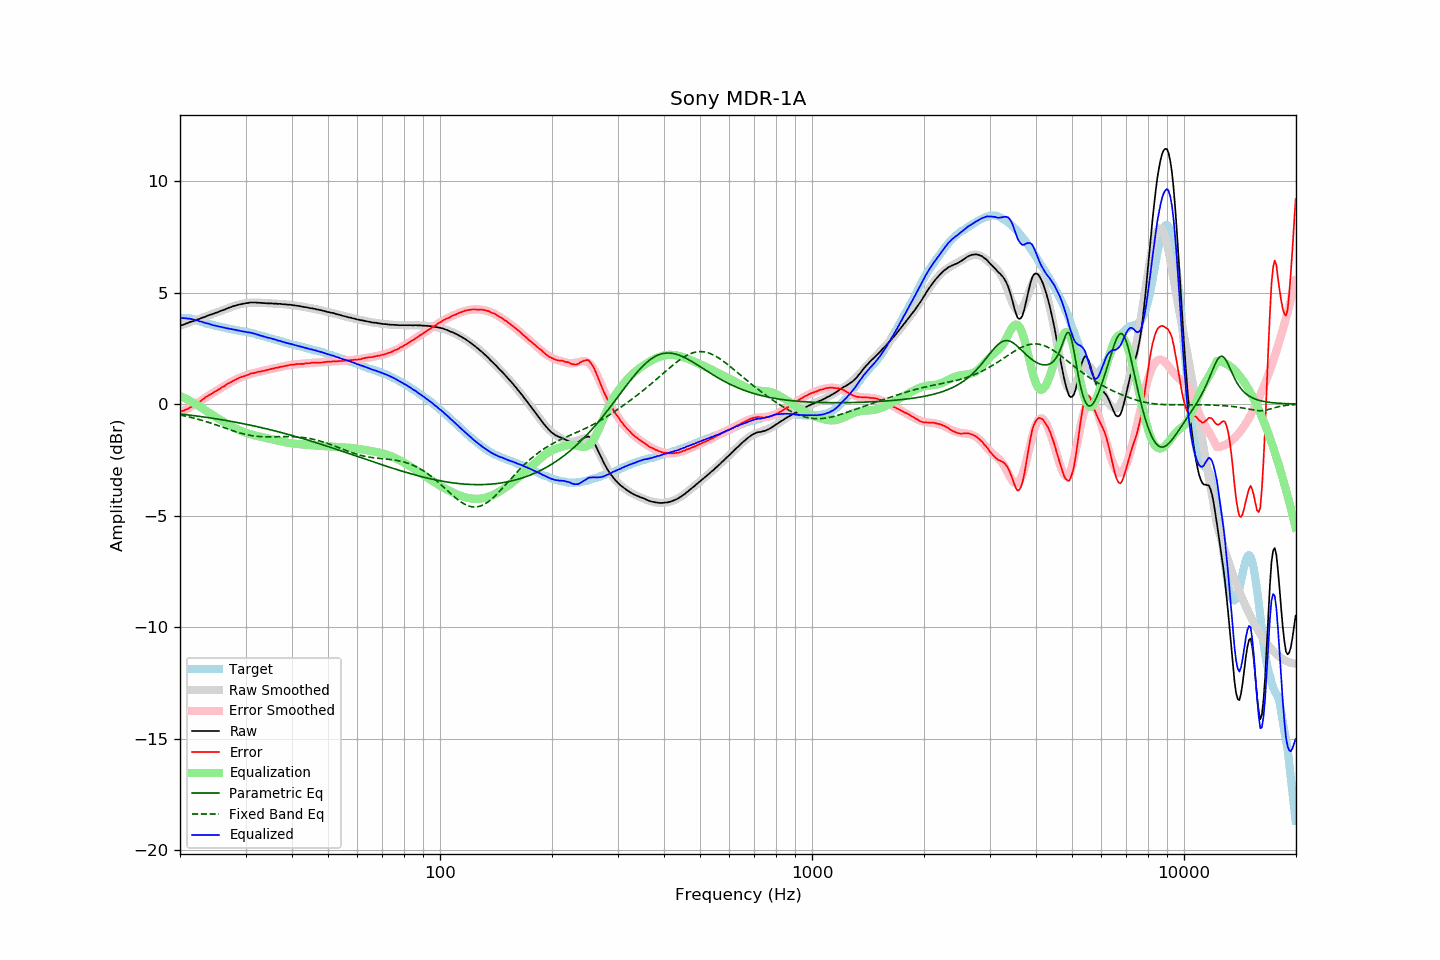 Sony MDR-1A
Amplitude (dBr)
10
5
0
−5
−10
−15
−20
Target
Raw Smoothed
Error Smoothed
Raw
Error
Equalization
Parametric Eq
Fixed Band Eq
Equalized
100
1000
10000
Frequency (Hz)